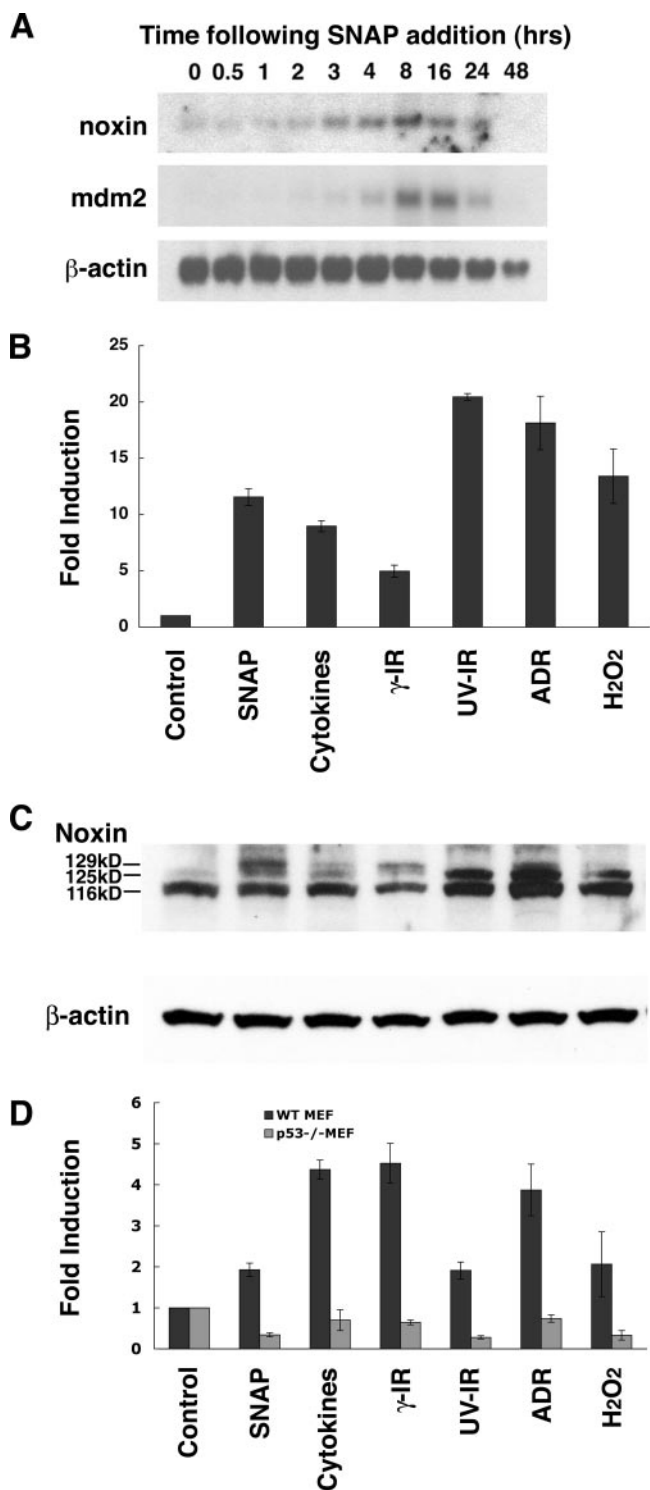 A
Time following SNAP addition (hrs)
0 0.5 1 2 3 4 8 16 24 48
noxin
mdm2
β-actin
B
Fold Induction
25
20
15
10
5
0
Control
SNAP
Cytokines
γ-IR
UV-IR
ADR
H2O2
C
Noxin
129kD
125kD
116kD
β-actin
D
Fold Induction
6
5
4
3
2
1
0
WT MEF
p53-/-MEF
Control
SNAP
Cytokines
γ-IR
UV-IR
ADR
H2O2